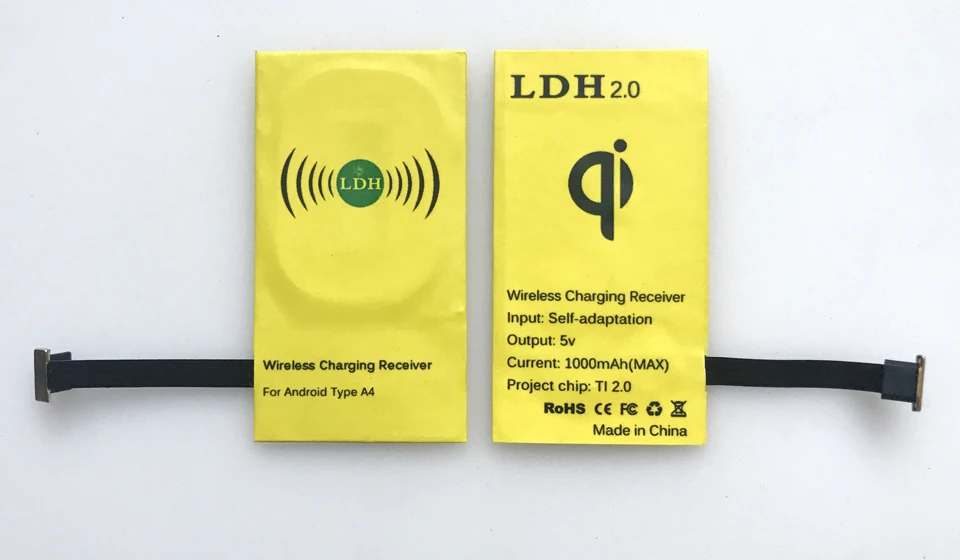 LDH
Wireless Charging Receiver
For Android Type A4
LDH 2.0
qi
Wireless Charging Receiver
Input: Self-adaptation
Output: 5v
Current: 1000mAh(MAX)
Project chip: TI 2.0
RoHS CE FC
Made in China